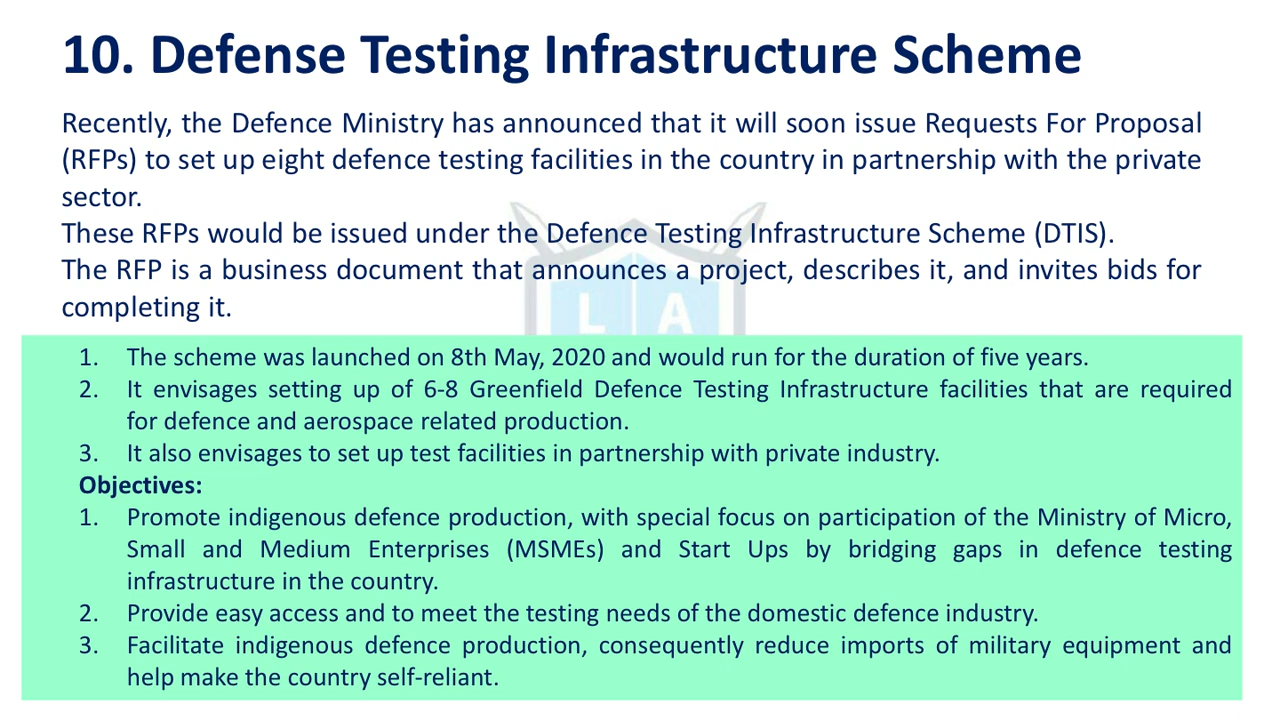 10. Defense Testing Infrastructure Scheme
Recently, the Defence Ministry has announced that it will soon issue Requests For Proposal
(RFPs) to set up eight defence testing facilities in the country in partnership with the private
sector.
These RFPs would be issued under the Defence Testing Infrastructure Scheme (DTIS).
The RFP is a business document that announces a project, describes it, and invites bids for
completing it.
L A
1. The scheme was launched on 8th May, 2020 and would run for the duration of five years.
2. It envisages setting up of 6-8 Greenfield Defence Testing Infrastructure facilities that are required
for defence and aerospace related production.
3. It also envisages to set up test facilities in partnership with private industry.
Objectives:
1. Promote indigenous defence production, with special focus on participation of the Ministry of Micro,
Small and Medium Enterprises (MSMEs) and Start Ups by bridging gaps in defence testing
infrastructure in the country.
2. Provide easy access and to meet the testing needs of the domestic defence industry.
3. Facilitate indigenous defence production, consequently reduce imports of military equipment and
help make the country self-reliant.